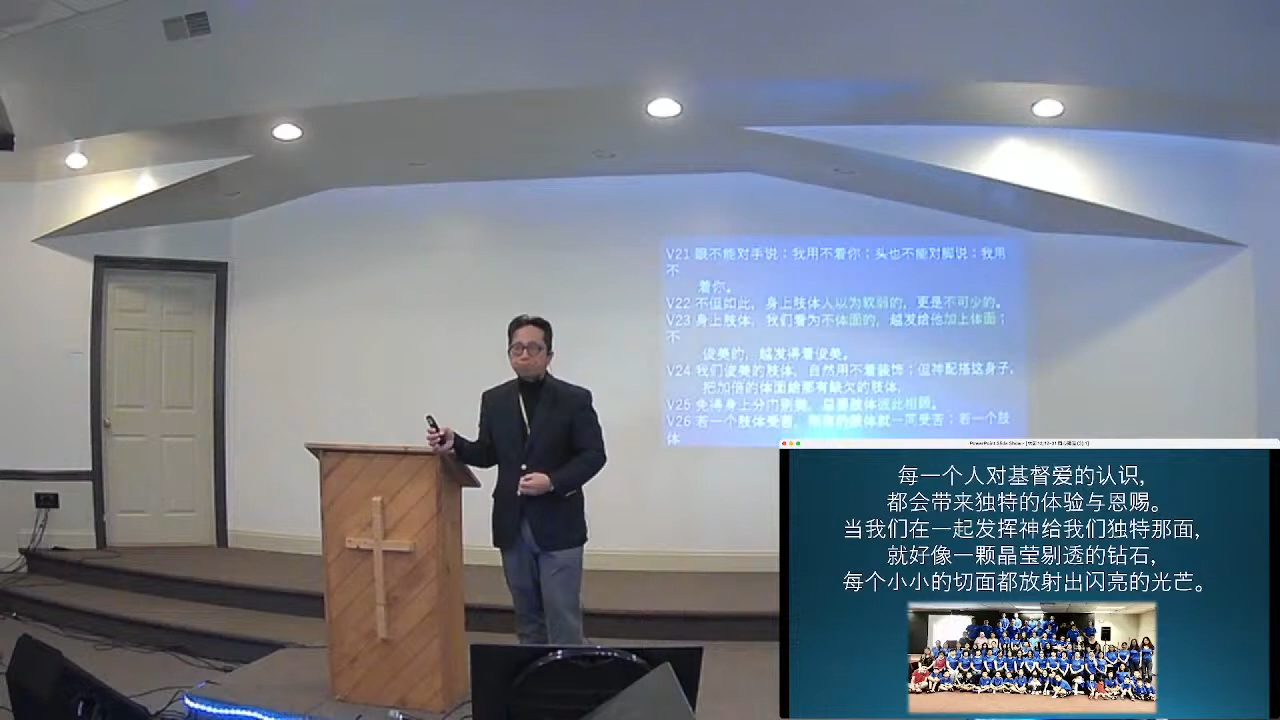 V21 眼不能对手说：我用不着你；头也不能对脚说：我用
不
着你。
V22 不但如此，身上肢体人以为软弱的，更是不可少的。
V23 身上肢体，我们看为不体面的，越发给他加上体面；
不
俊美的，越发得着俊美。
V24 我们俊美的肢体，自然用不着装饰；但神配搭这身子，
把加倍的体面给那有缺欠的肢体，
V25 免得身上分门别类，总要肢体彼此相顾。
V26 若一个肢体受苦，所有的肢体就一同受苦；若一个肢
体
每一个人对基督爱的认识，
都会带来独特的体验与恩赐。
当我们在一起发挥神给我们独特那面，
就好像一颗晶莹剔透的钻石，
每个小小的切面都放射出闪亮的光芒。